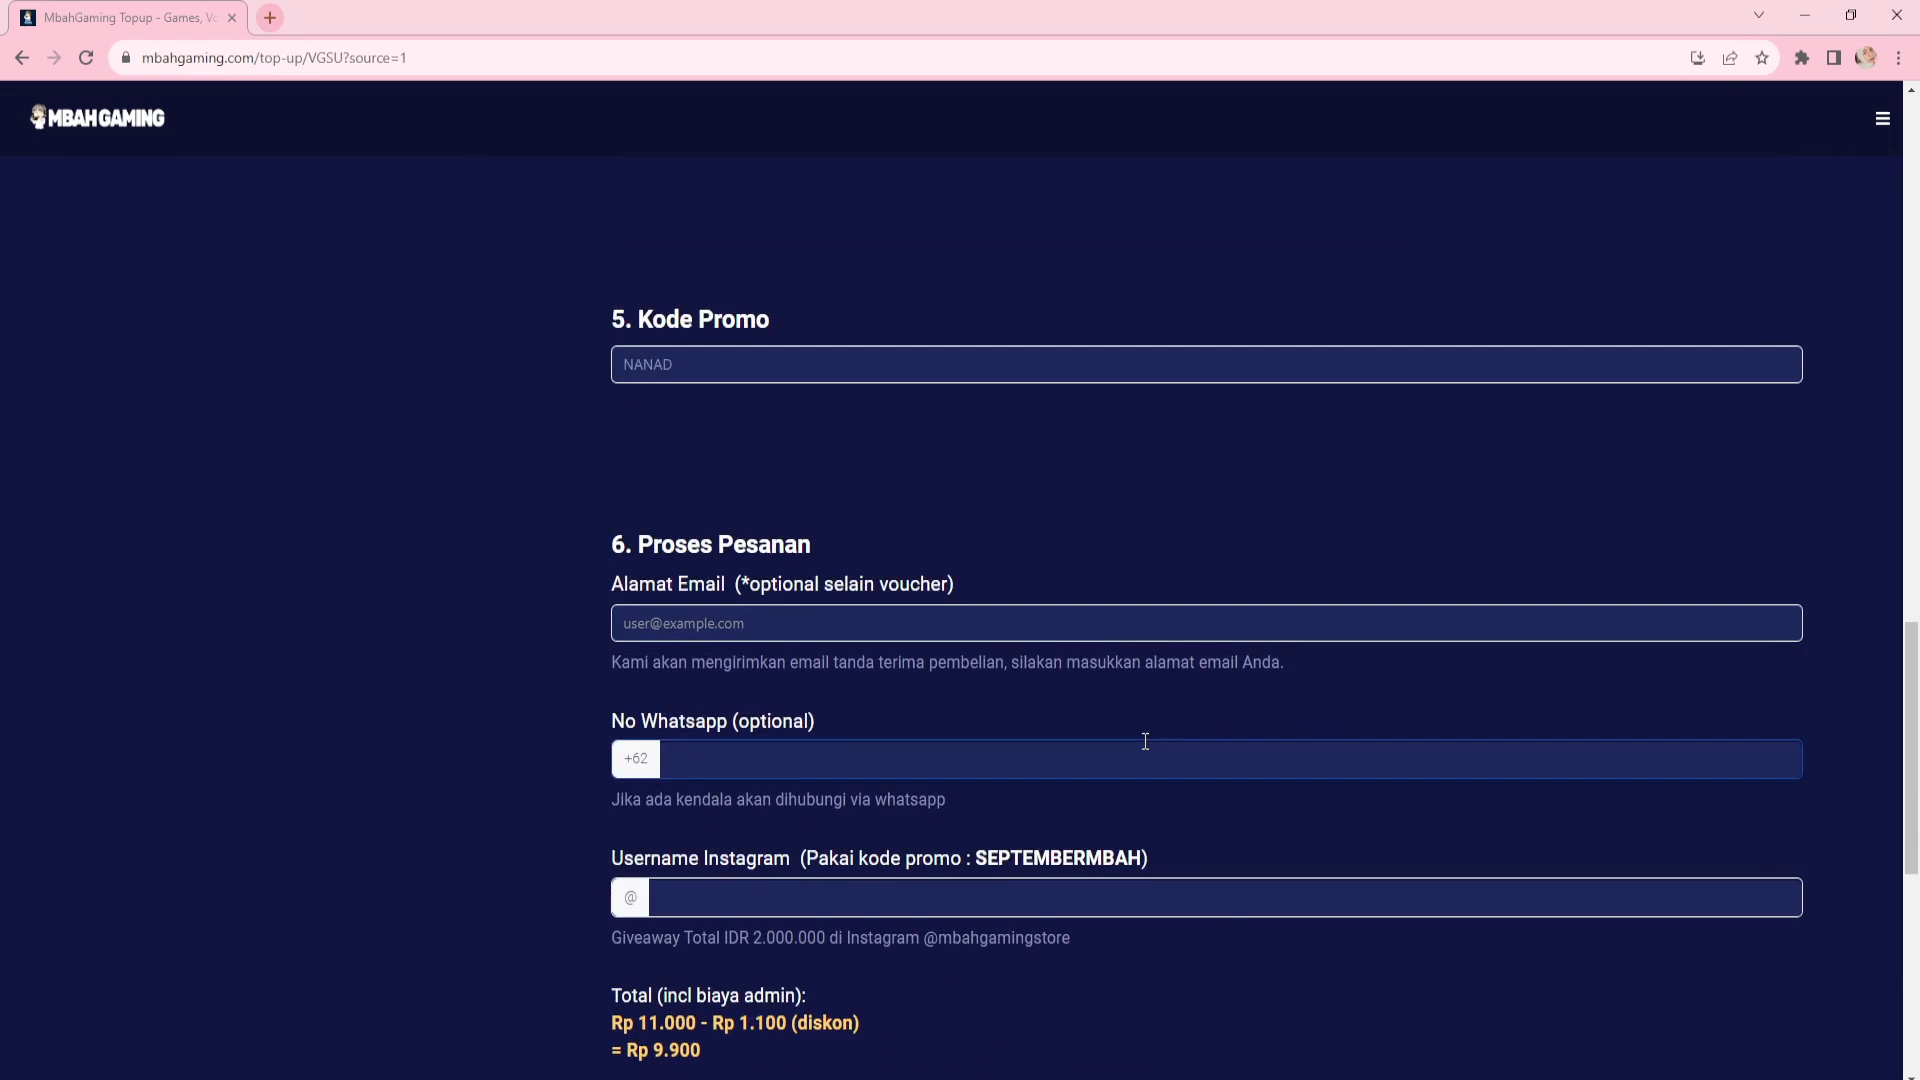 MbahGaming Topup - Games, Vo
mbahgaming.com/top-up/VGSU?source=1
MBAH GAMING
5. Kode Promo
NANAD
6. Proses Pesanan
Alamat Email (*optional selain voucher)
user@example.com
Kami akan mengirimkan email tanda terima pembelian, silakan masukkan alamat email Anda.
No Whatsapp (optional)
+62
Jika ada kendala akan dihubungi via whatsapp
Username Instagram (Pakai kode promo : SEPTEMBERMBAH)
@
Giveaway Total IDR 2.000.000 di Instagram @mbahgamingstore
Total (incl biaya admin):
Rp 11.000 - Rp 1.100 (diskon)
= Rp 9.900